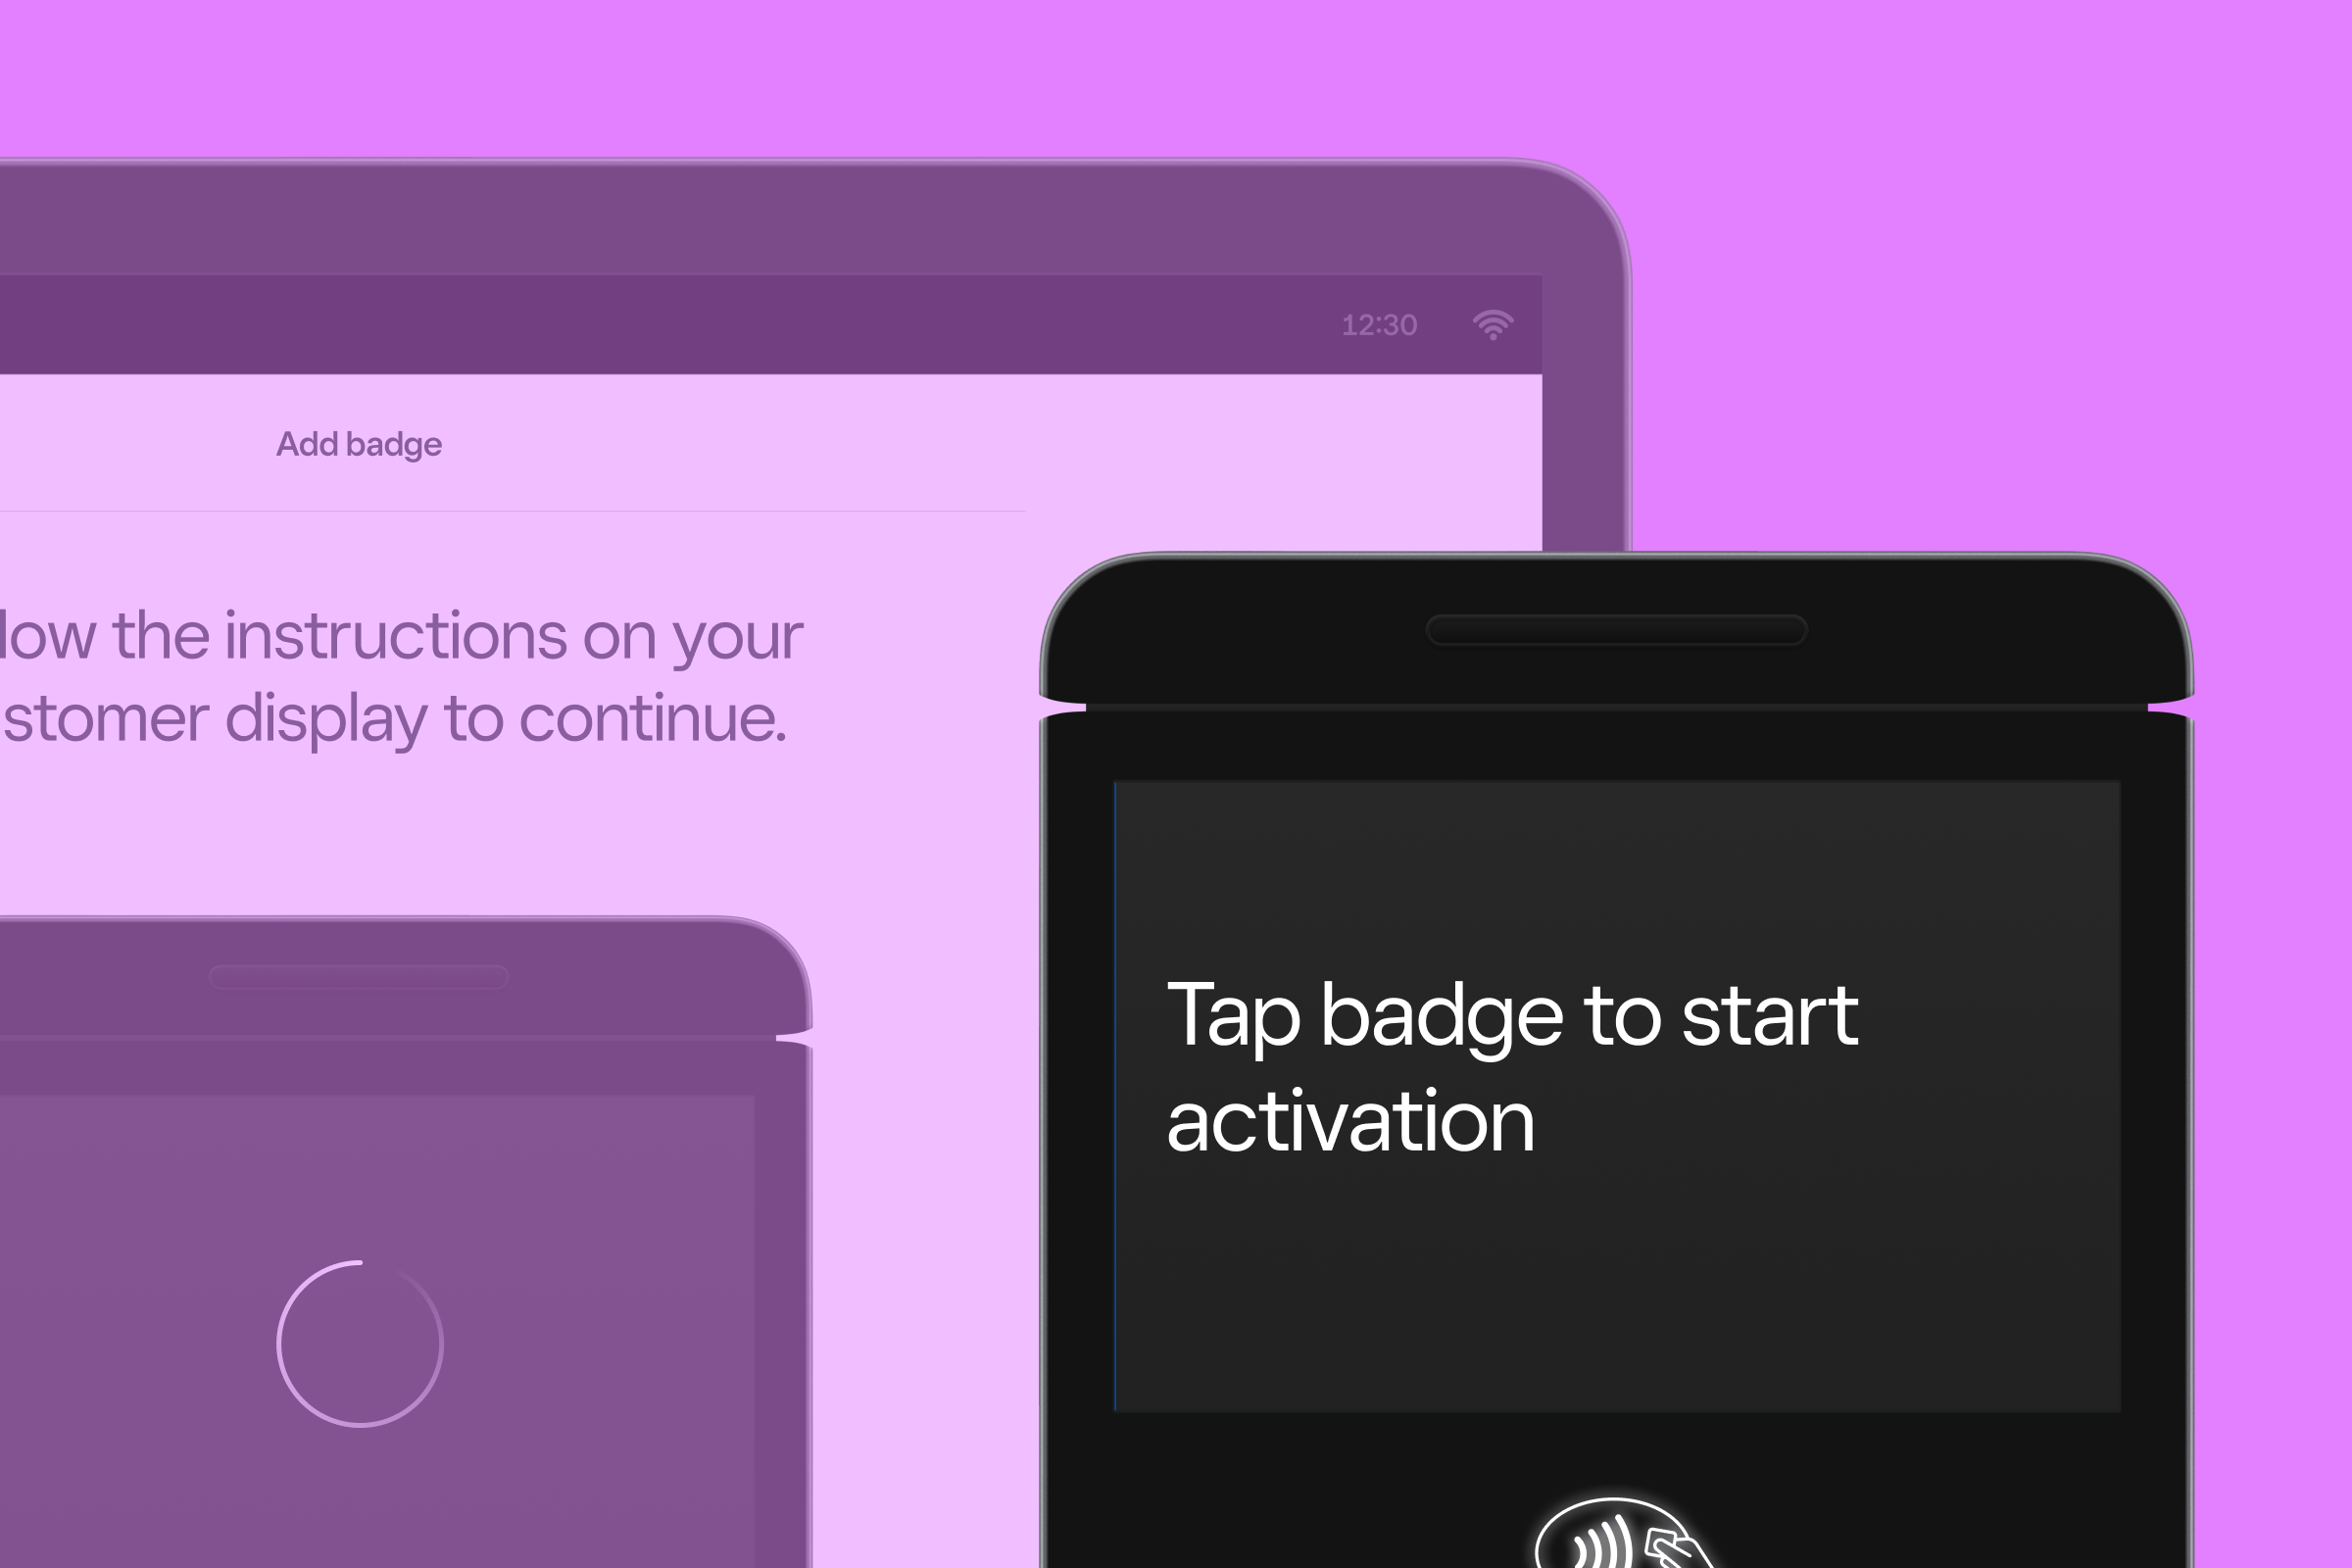 12:30
Add badge
low the instructions on your
stomer display to continue.
Tap badge to start
activation